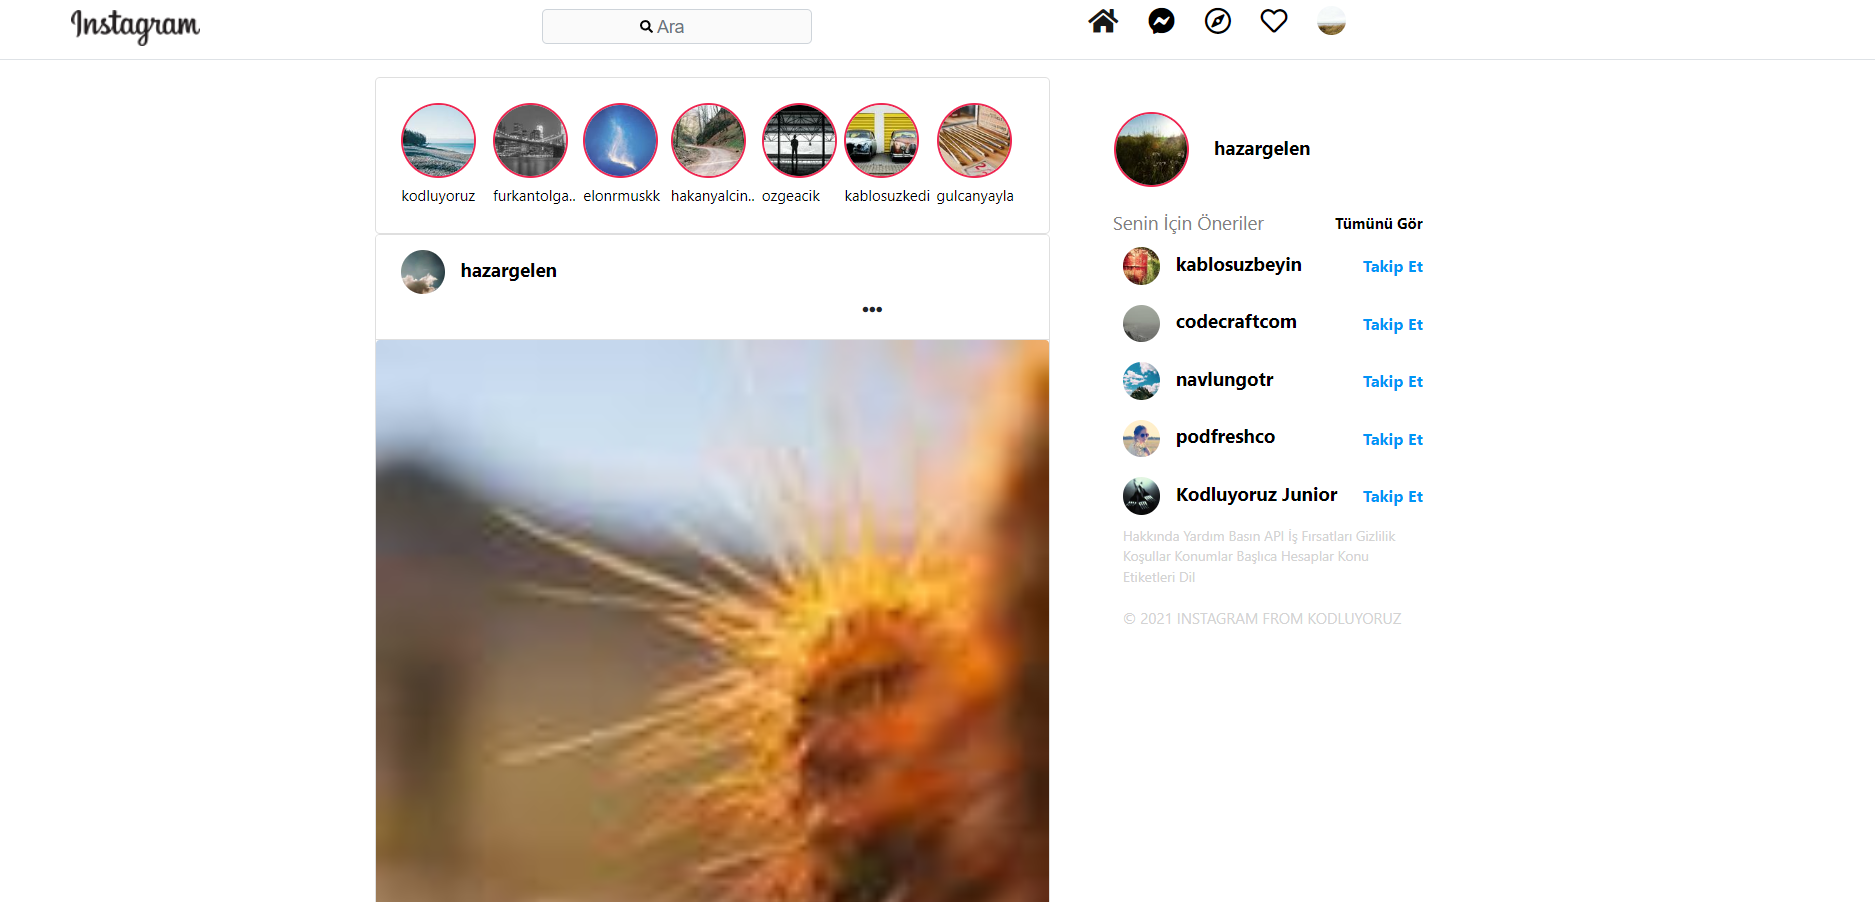 Instagram
Ara
kodluyoruz furkantolga.. elonrmuskk hakanyalcin.. ozgeacik kablosuzkedi gulcanyayla
hazargelen
•••
hazargelen
Senin İçin Öneriler Tümünü Gör
kablosuzbeyin Takip Et
codecraftcom Takip Et
navlungotr Takip Et
podfreshco Takip Et
Kodluyoruz Junior Takip Et
Hakkında Yardım Basın API İş Fırsatları Gizlilik
Koşullar Konumlar Başlıca Hesaplar Konu
Etiketleri Dil
© 2021 INSTAGRAM FROM KODLUYORUZ